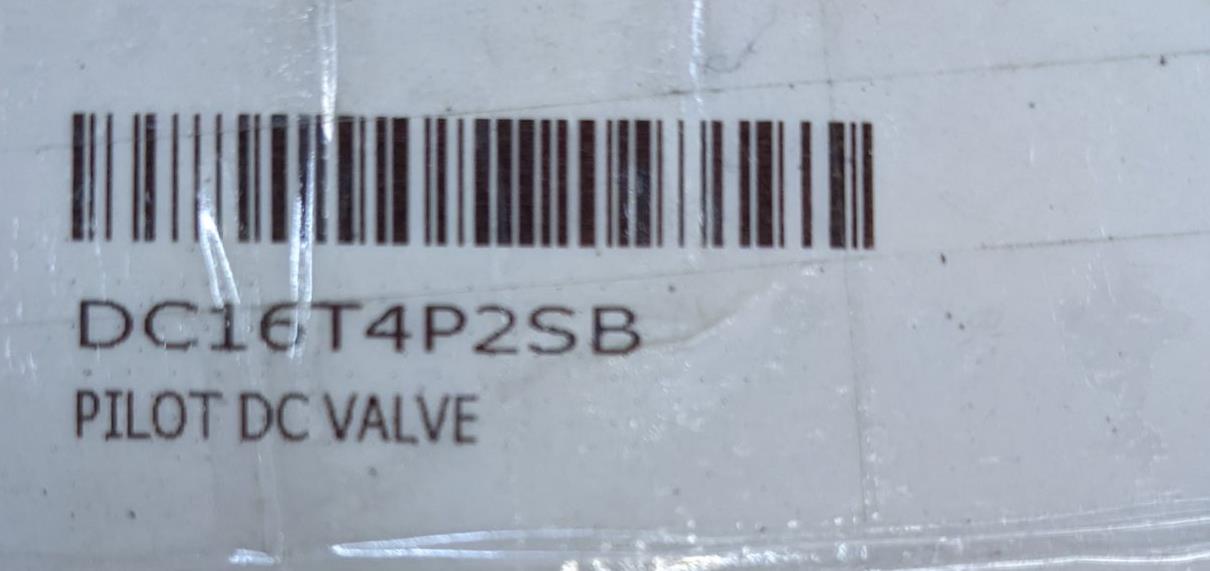 DC16T4P2SB
PILOT DC VALVE